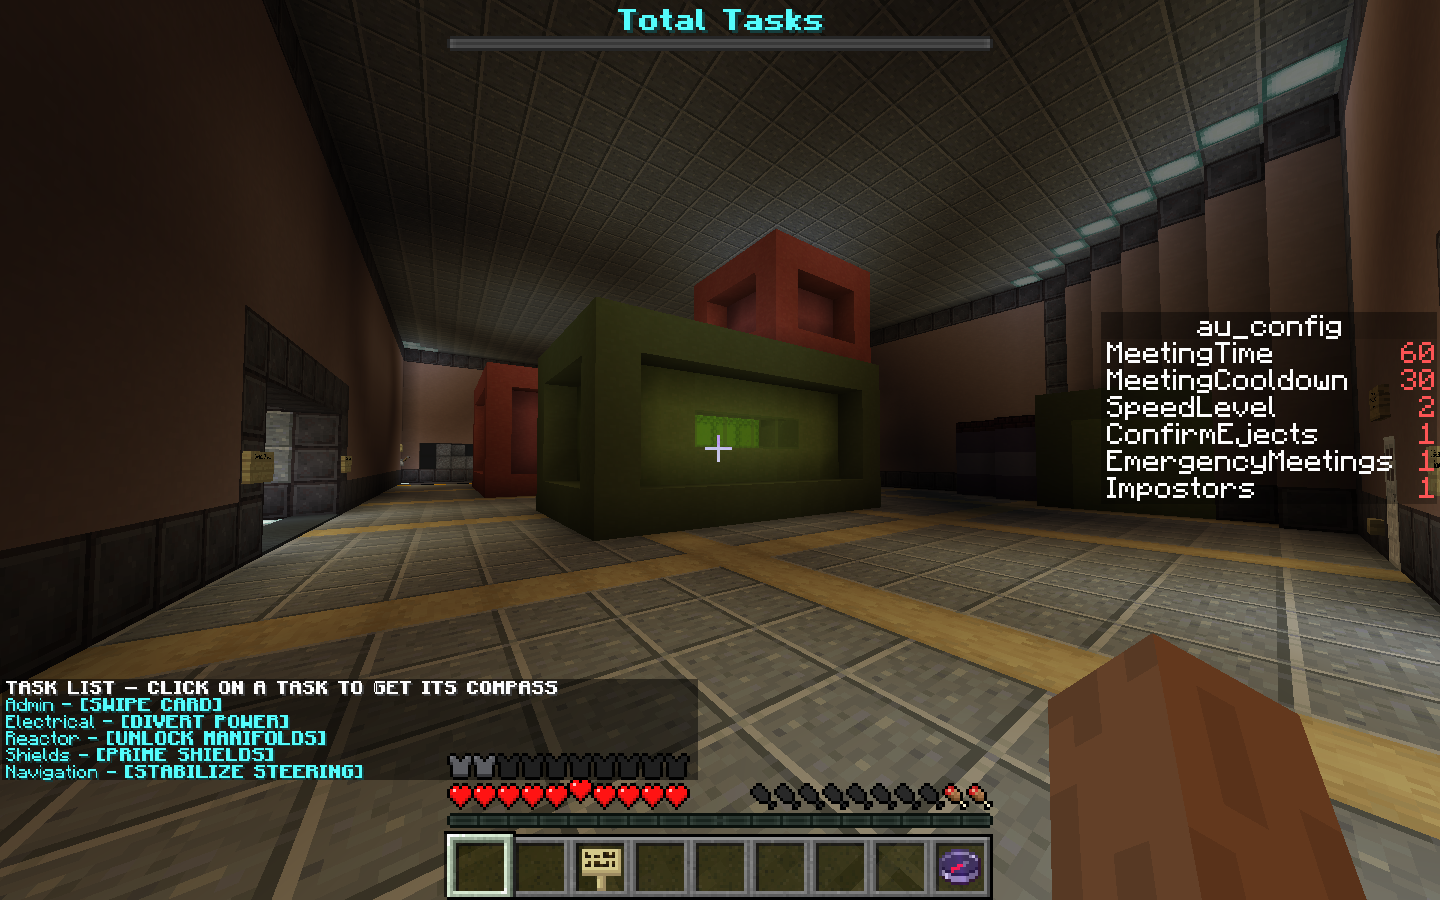 Total Tasks
au_config
MeetingTime 60
MeetingCooldown 30
SpeedLevel 2
ConfirmEjects 1
EmergencyMeetings 1
Impostors 1
TASK LIST – CLICK ON A TASK TO GET ITS COMPASS
Admin – [SWIPE CARD]
Electrical – [DIVERT POWER]
Reactor – [UNLOCK MANIFOLDS]
Shields – [PRIME SHIELDS]
Navigation – [STABILIZE STEERING]